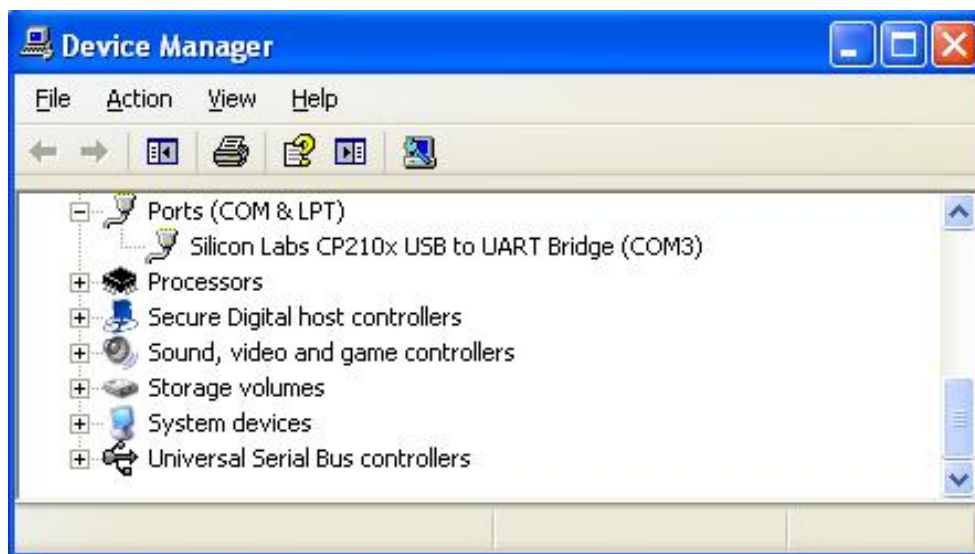 Device Manager
File Action View Help
Ports (COM & LPT)
Silicon Labs CP210x USB to UART Bridge (COM3)
Processors
Secure Digital host controllers
Sound, video and game controllers
Storage volumes
System devices
Universal Serial Bus controllers